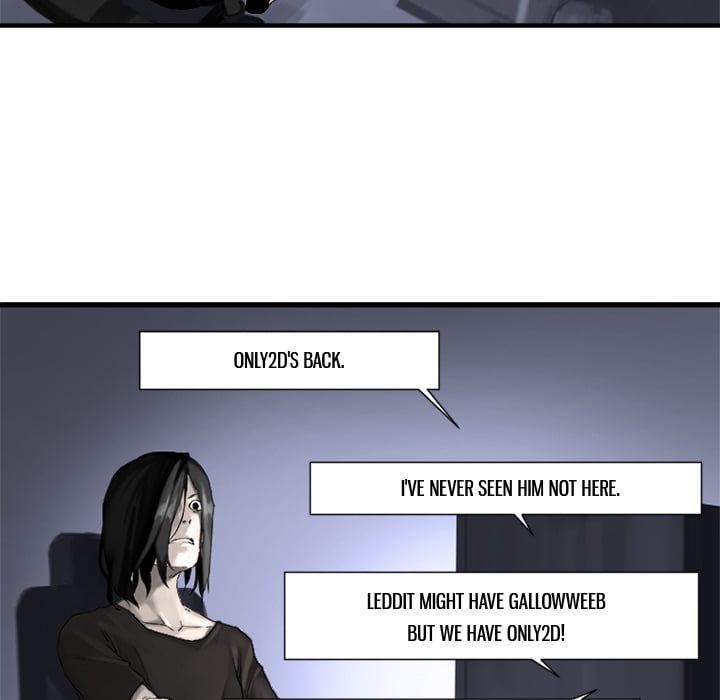 ONLY2D'S BACK.
I'VE NEVER SEEN HIM NOT HERE.
LEDDIT MIGHT HAVE GALLOWWEEB
BUT WE HAVE ONLY2D!